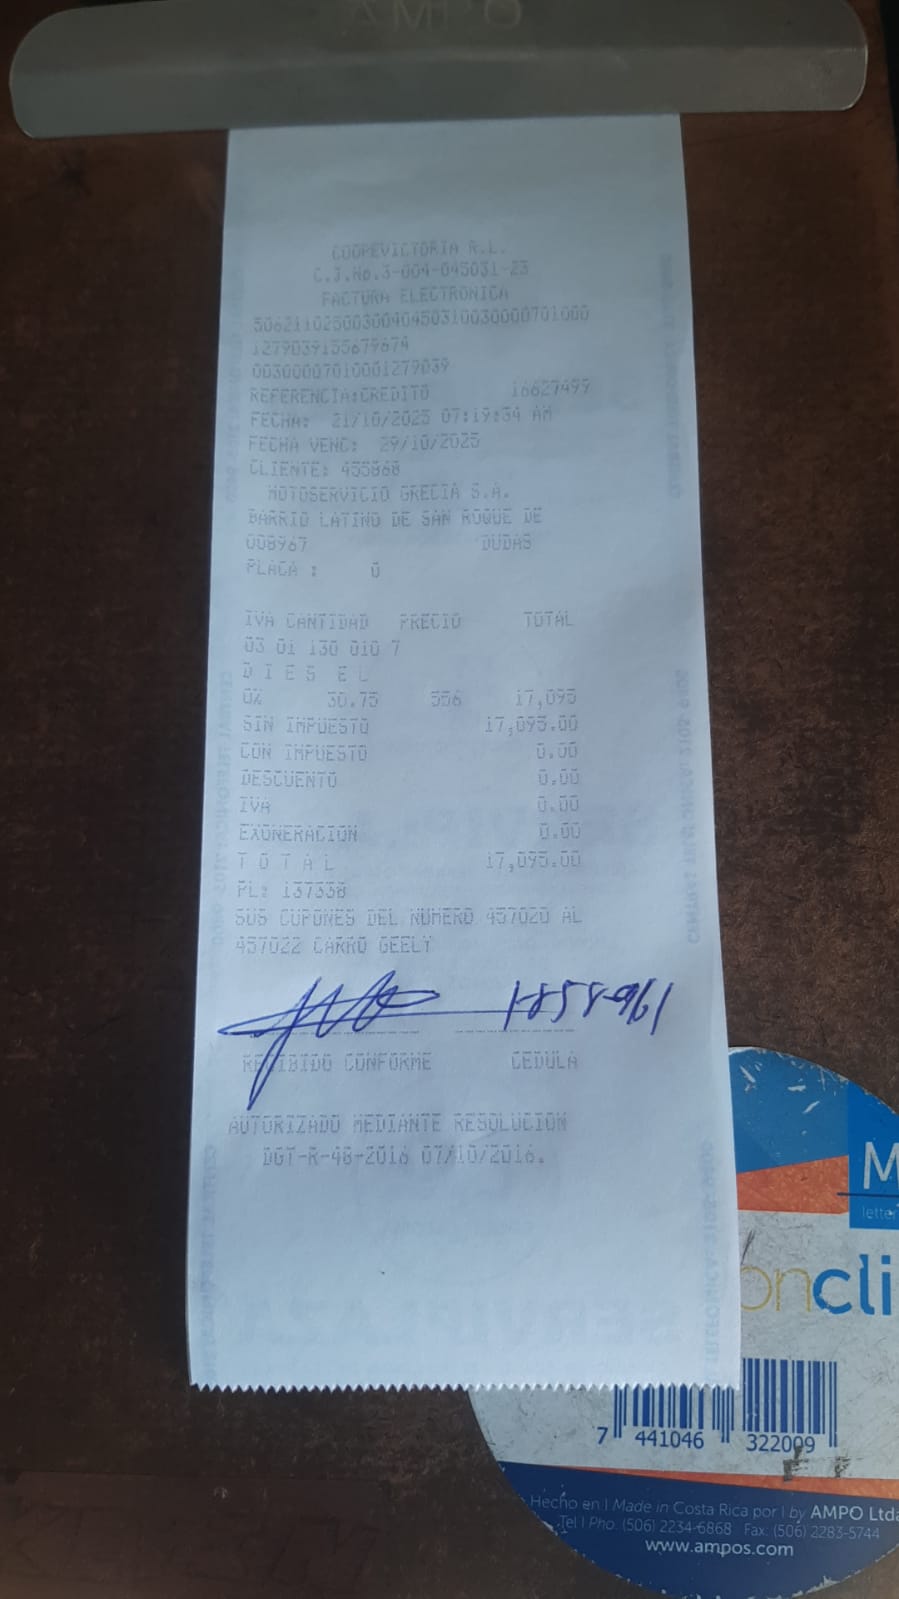 AMPO
COOPEVICTORIA R.L.
C.J.No.3-004-045031-23
FACTURA ELECTRONICA
50621102500300404503100300000701000
1279039155679674
00300007010001279039
REFERENCIA:CREDITO 16627499
FECHA: 21/10/2025 07:19:34 AM
FECHA VENC: 29/10/2025
CLIENTE: 455868
MOTOSERVICIO GRECIA S.A.
BARRIO LATINO DE SAN ROQUE DE
008967 DUDAS
PLACA : 0
IVA CANTIDAD PRECIO TOTAL
03 01 130 010 7
D I E S E L
0% 30.75 556 17,095
SIN IMPUESTO 17,095.00
CON IMPUESTO 0.00
DESCUENTO 0.00
IVA 0.00
EXONERACION 0.00
T O T A L 17,095.00
PL: 137338
SUS CUPONES DEL NUMERO 457020 AL
457022 CARRO GEELY
RECIBIDO CONFORME CEDULA
AUTORIZADO MEDIANTE RESOLUCION
DGT-R-48-2016 07/10/2016.
M
letter
oncli
7 441046 322009
Hecho en | Made in Costa Rica por | by AMPO Ltda
Tel | Pho. (506) 2234-6868 Fax: (506) 2283-5744
www.ampos.com